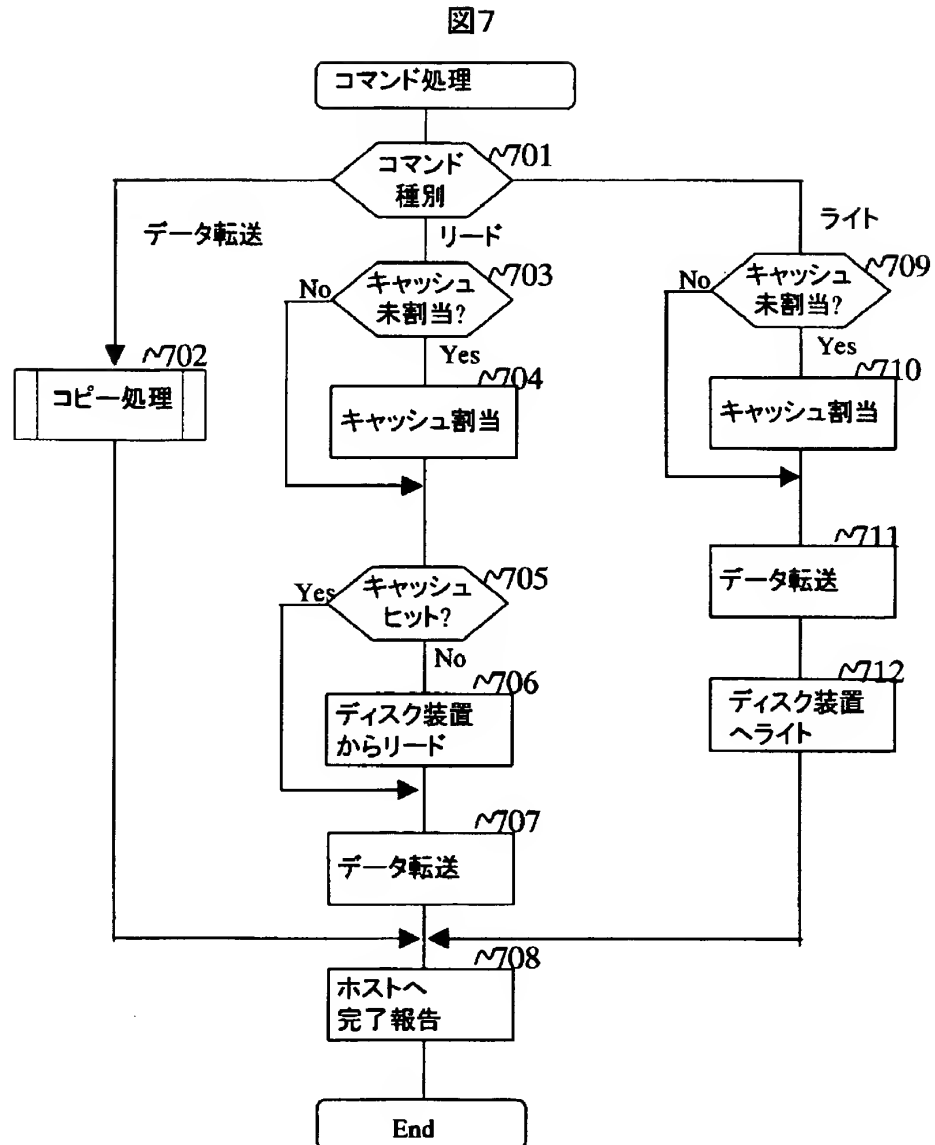 図7
コマンド処理
~701
コマンド
種別
データ転送
リード
ライト
~703
No
キャッシュ
未割当?
Yes
~709
No
キャッシュ
未割当?
Yes
~702
コピー処理
~704
キャッシュ割当
~710
キャッシュ割当
~705
Yes
キャッシュ
ヒット?
No
~711
データ転送
~706
ディスク装置
からリード
~712
ディスク装置
へライト
~707
データ転送
~708
ホストへ
完了報告
End